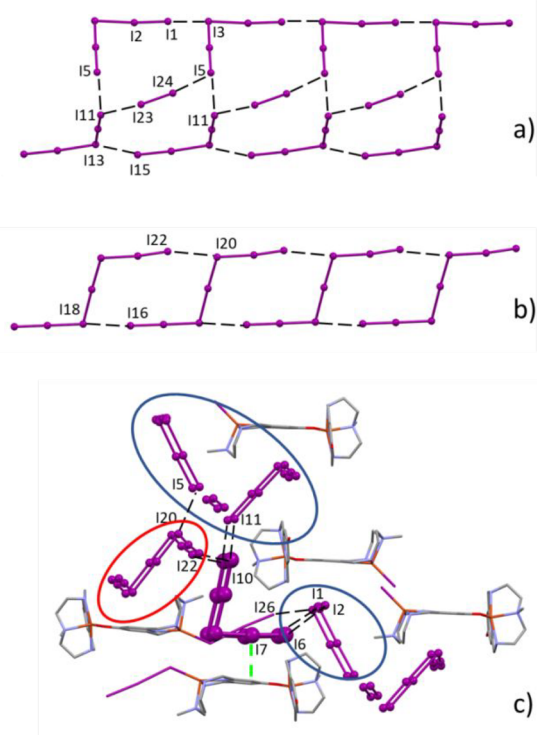 I2 I1 I3
I5 I24 I5
I11 I23 I11
a)
I13 I15
I22 I20
I18 I16
b)
I5
I20 I11
I22 I10
I26 I1 I2
I7 I6
c)